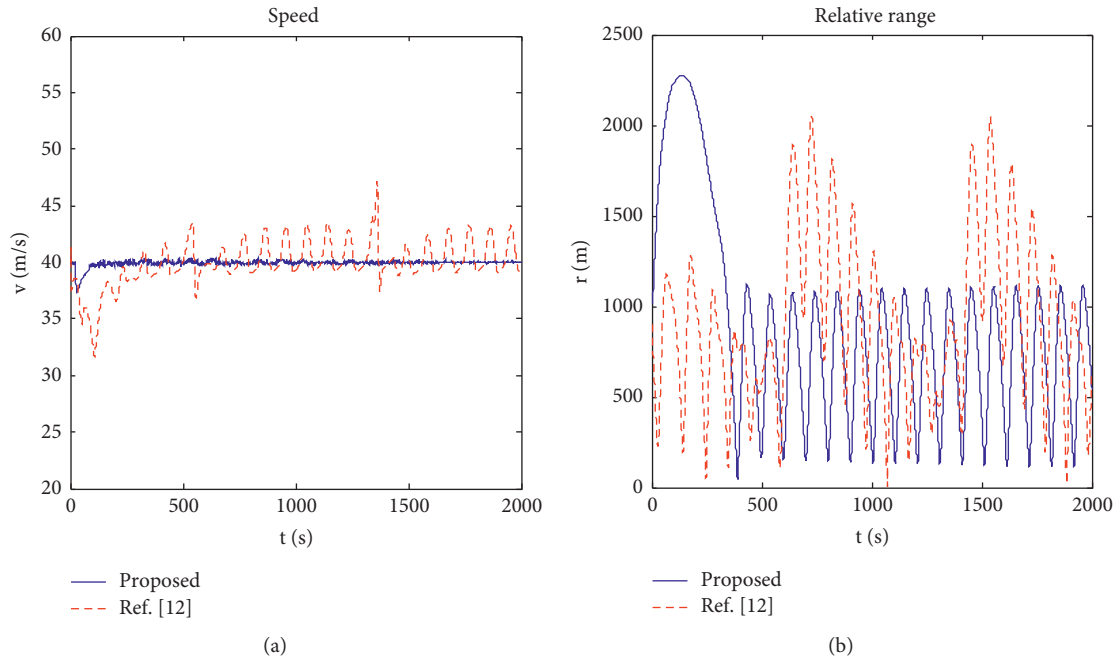 Speed
60
55
50
45
40
35
30
25
20
v (m/s)
0 500 1000 1500 2000
t (s)
Proposed
Ref. [12]
(a)
Relative range
2500
2000
1500
1000
500
0
r (m)
0 500 1000 1500 2000
t (s)
Proposed
Ref. [12]
(b)